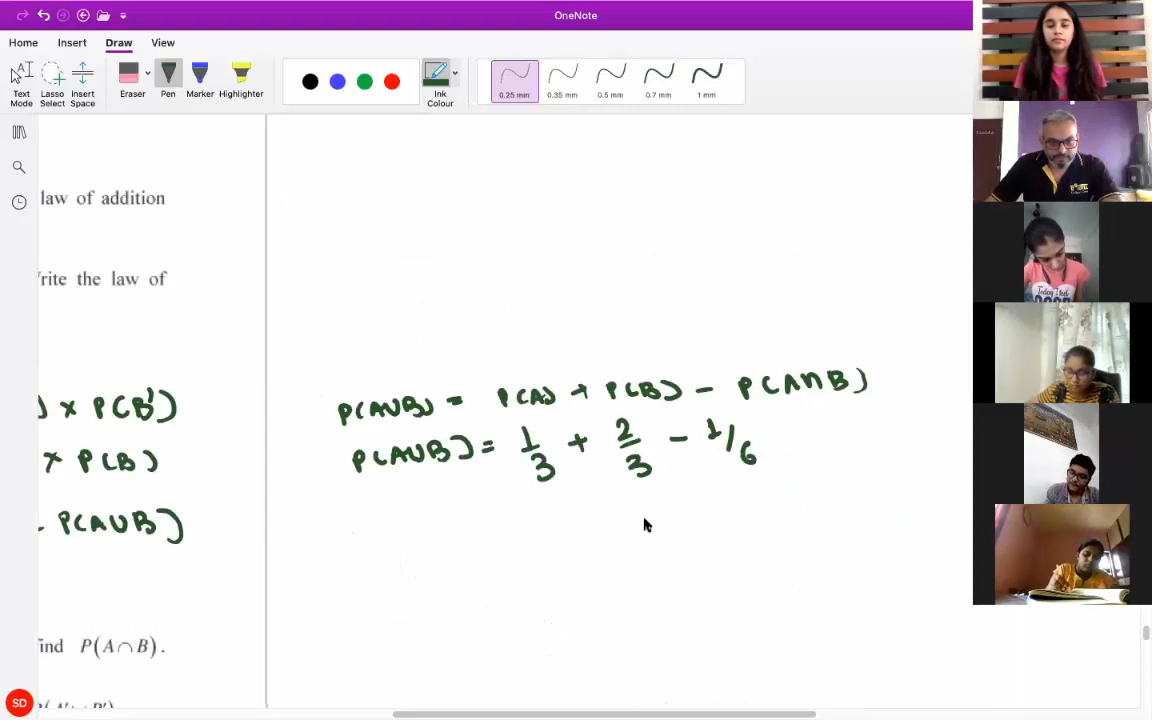 OneNote
Home Insert Draw View
Text Mode
Lasso Select
Insert Space
Eraser
Pen
Marker
Highlighter
Ink Colour
0.25 mm
0.35 mm
0.5 mm
0.7 mm
1 mm
law of addition
rite the law of
) × P(B')
× P(B)
- P(A∪B)
P(A∪B) = P(A) + P(B) - P(A∩B)
P(A∪B) = 1/3 + 2/3 - 1/6
ind P(A∩B).
SD
Today I feel